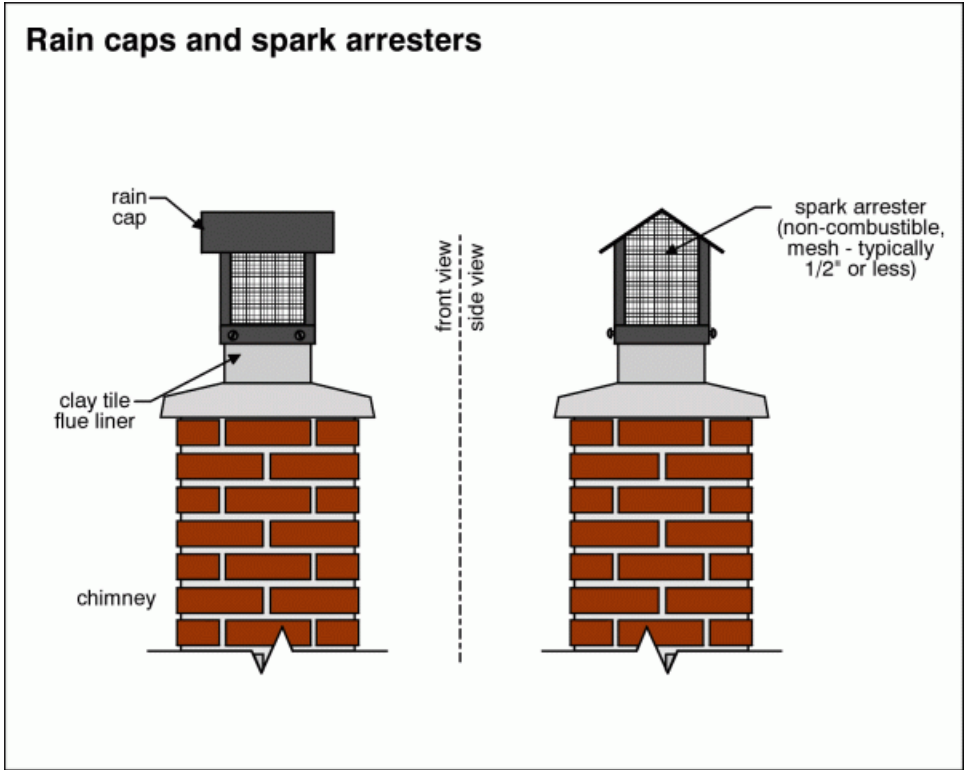 Rain caps and spark arresters
rain
cap
spark arrester
(non-combustible,
mesh - typically
1/2" or less)
front view
side view
clay tile
flue liner
chimney